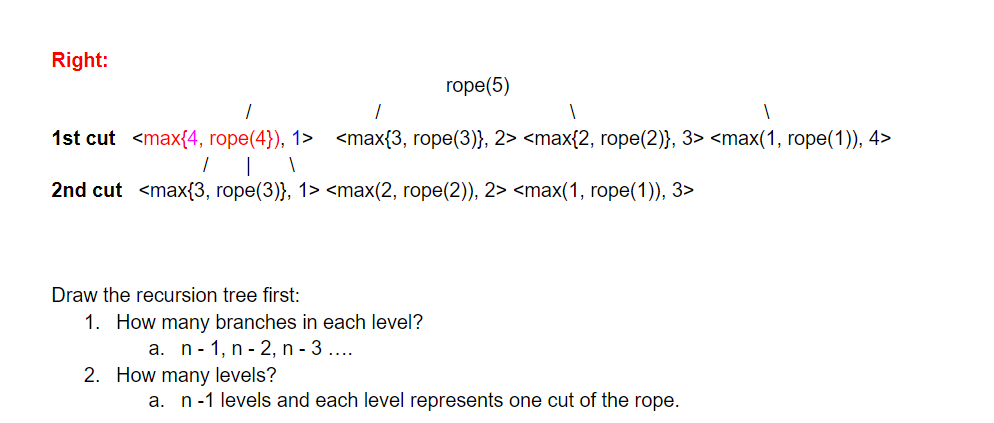 Right:
rope(5)
/ / \ \
1st cut <max{4, rope(4}), 1> <max{3, rope(3)}, 2> <max{2, rope(2)}, 3> <max(1, rope(1)), 4>
/ | \
2nd cut <max{3, rope(3)}, 1> <max(2, rope(2)), 2> <max(1, rope(1)), 3>
Draw the recursion tree first:
1. How many branches in each level?
a. n - 1, n - 2, n - 3 ....
2. How many levels?
a. n -1 levels and each level represents one cut of the rope.